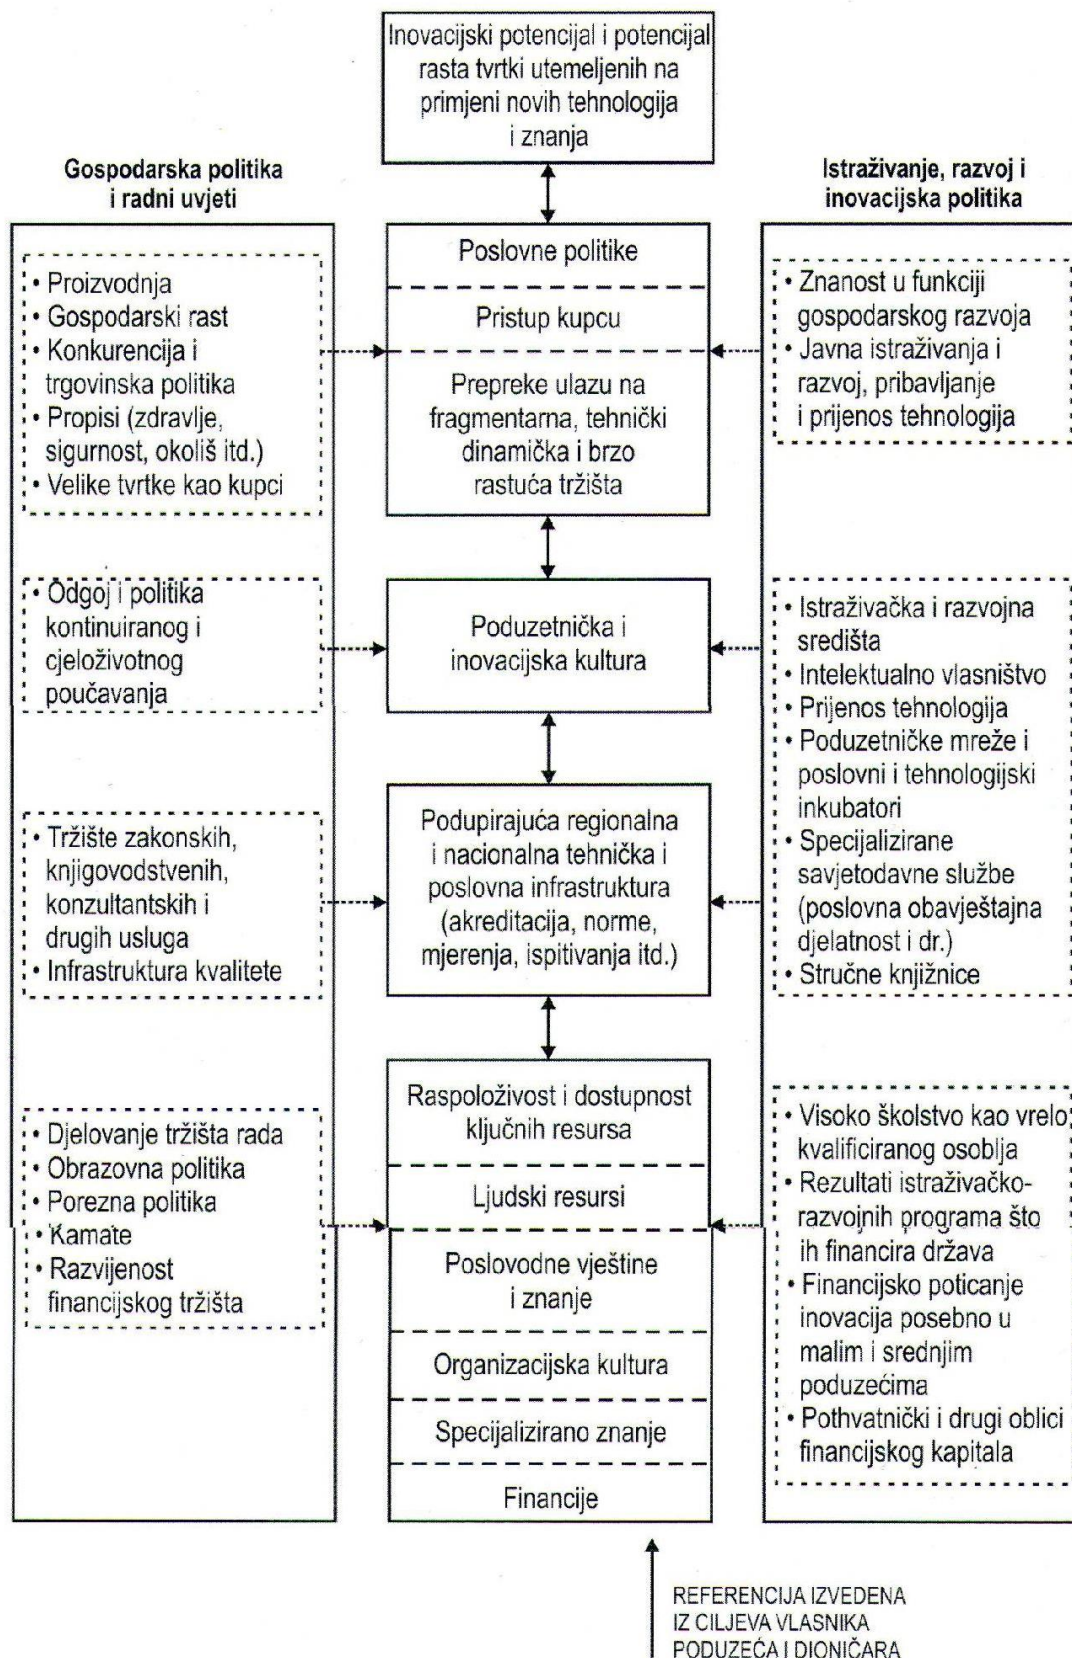 Inovacijski potencijal i potencijal
rasta tvrtki utemeljenih na
primjeni novih tehnologija
i znanja
Gospodarska politika
i radni uvjeti
• Proizvodnja
• Gospodarski rast
• Konkurencija i
trgovinska politika
• Propisi (zdravlje,
sigurnost, okoliš itd.)
• Velike tvrtke kao kupci
• Odgoj i politika
kontinuiranog i
cjeloživotnog
poučavanja
• Tržište zakonskih,
knjigovodstvenih,
konzultantskih i
drugih usluga
• Infrastruktura kvalitete
• Djelovanje tržišta rada
• Obrazovna politika
• Porezna politika
• Kamate
• Razvijenost
financijskog tržišta
Poslovne politike
Pristup kupcu
Prepreke ulazu na
fragmentarna, tehnički
dinamička i brzo
rastuća tržišta
Poduzetnička i
inovacijska kultura
Podupirajuća regionalna
i nacionalna tehnička i
poslovna infrastruktura
(akreditacija, norme,
mjerenja, ispitivanja itd.)
Raspoloživost i dostupnost
ključnih resursa
Ljudski resursi
Poslovodne vještine
i znanje
Organizacijska kultura
Specijalizirano znanje
Financije
Istraživanje, razvoj i
inovacijska politika
• Znanost u funkciji
gospodarskog razvoja
• Javna istraživanja i
razvoj, pribavljanje
i prijenos tehnologija
• Istraživačka i razvojna
središta
• Intelektualno vlasništvo
• Prijenos tehnologija
• Poduzetničke mreže i
poslovni i tehnologijski
inkubatori
• Specijalizirane
savjetodavne službe
(poslovna obavještajna
djelatnost i dr.)
• Stručne knjižnice
• Visoko školstvo kao vrelo
kvalificiranog osoblja
• Rezultati istraživačko-
razvojnih programa što
ih financira država
• Financijsko poticanje
inovacija posebno u
malim i srednjim
poduzećima
• Pothvatnički i drugi oblici
financijskog kapitala
REFERENCIJA IZVEDENA
IZ CILJEVA VLASNIKA
PODUZEĆA I DIONIČARA